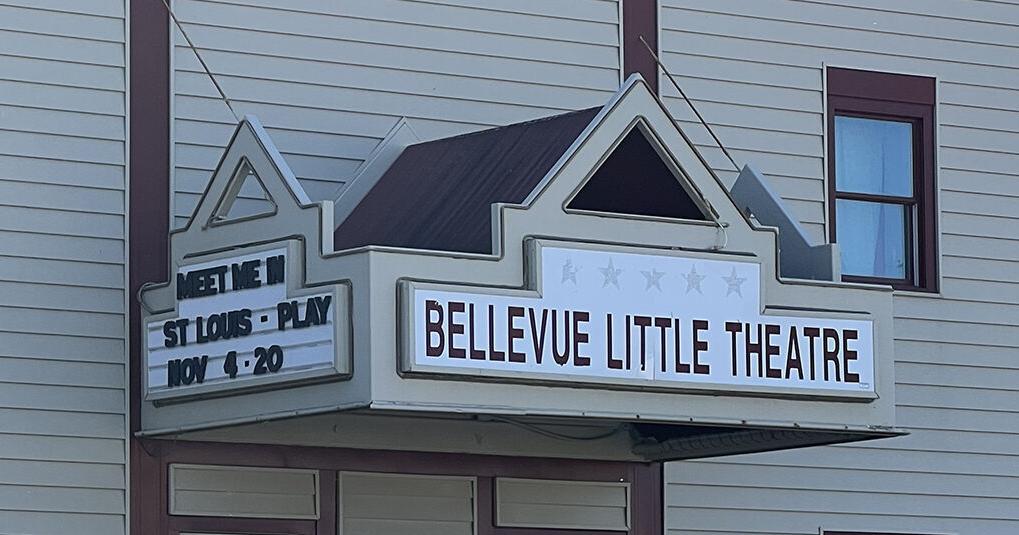 MEET ME IN
ST LOUIS - PLAY
NOV 4-20
BELLEVUE LITTLE THEATRE